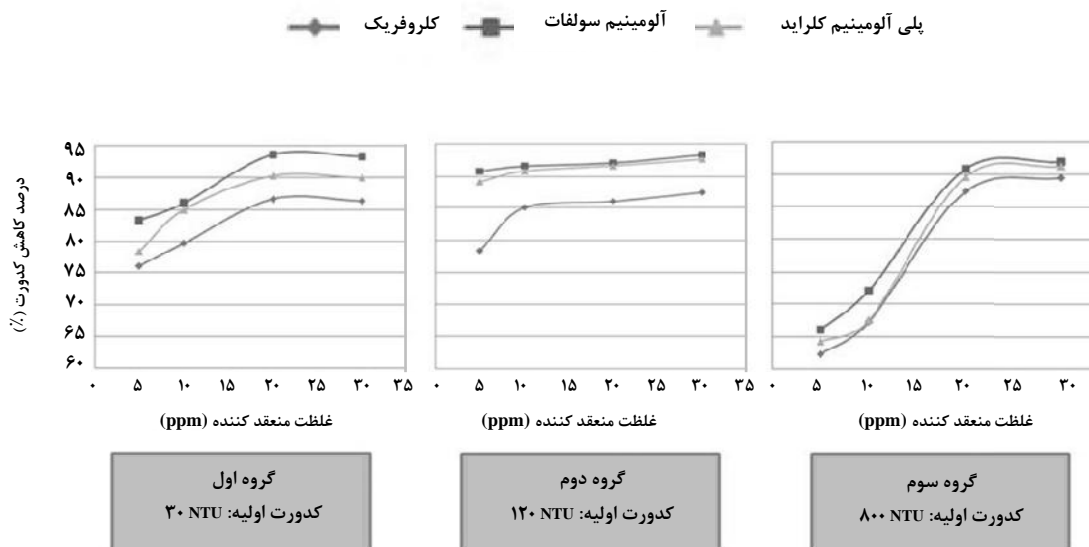 کلروفریک آلومینیم سولفات پلی آلومینیم کلراید
درصد کاهش کدورت (٪)
۹۵
۹۰
۸۵
۸۰
۷۵
۷۰
۶۵
۶۰
۰ ۵ ۱۰ ۱۵ ۲۰ ۲۵ ۳۰ ۳۵
۰ ۵ ۱۰ ۱۵ ۲۰ ۲۵ ۳۰ ۳۵
۰ ۵ ۱۰ ۱۵ ۲۰ ۲۵ ۳۰
غلظت منعقد کننده (ppm)
غلظت منعقد کننده (ppm)
غلظت منعقد کننده (ppm)
گروه اول
کدورت اولیه: ۳۰ NTU
گروه دوم
کدورت اولیه: ۱۲۰ NTU
گروه سوم
کدورت اولیه: ۸۰۰ NTU